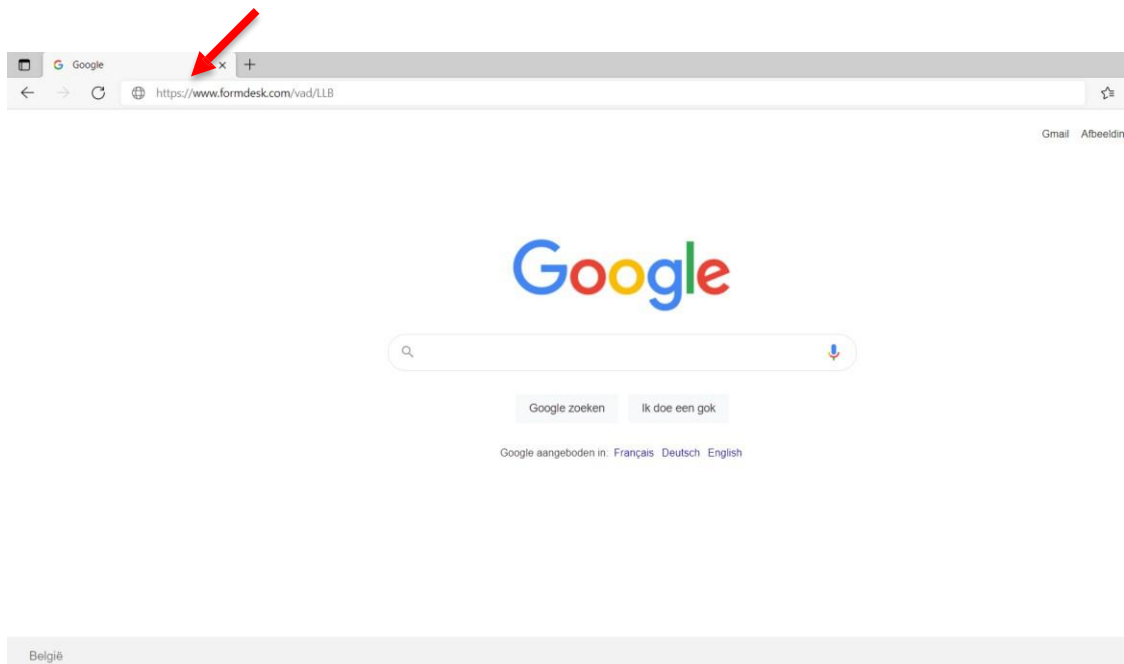 Google
https://www.formdesk.com/vad/LLB
Gmail Afbeeldin
Google
Google zoeken Ik doe een gok
Google aangeboden in: Français Deutsch English
België